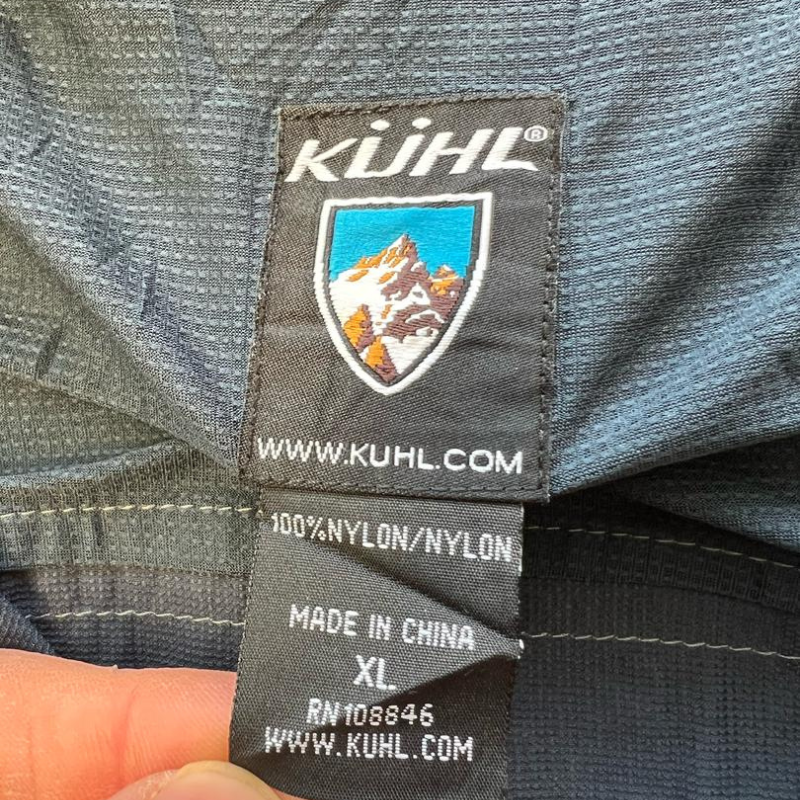 KÜHL®
WWW.KUHL.COM
100%NYLON/NYLON
MADE IN CHINA
XL
RN108846
WWW.KUHL.COM